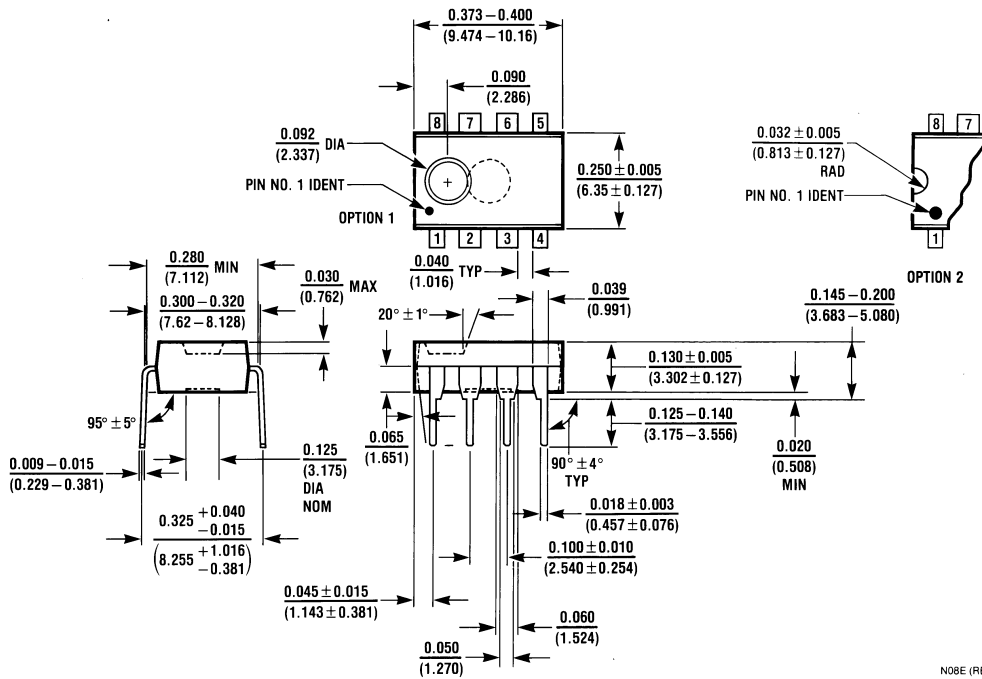 0.373–0.400
(9.474–10.16)
0.090
(2.286)
8 7 6 5
0.092 DIA
(2.337)
PIN NO. 1 IDENT
OPTION 1
+
1 2 3 4
0.250 ± 0.005
(6.35 ± 0.127)
0.032 ± 0.005
(0.813 ± 0.127)
RAD
PIN NO. 1 IDENT
8 7
1
OPTION 2
0.280 MIN
(7.112)
0.300–0.320
(7.62–8.128)
0.030 MAX
(0.762)
0.040 TYP
(1.016)
20° ± 1°
0.039
(0.991)
0.145–0.200
(3.683–5.080)
0.130 ± 0.005
(3.302 ± 0.127)
95° ± 5°
0.009–0.015
(0.229–0.381)
0.125
(3.175)
DIA
NOM
0.065
(1.651)
90° ± 4°
TYP
0.125–0.140
(3.175–3.556)
0.020
(0.508)
MIN
0.325 +0.040
−0.015
(8.255 +1.016
−0.381)
0.018 ± 0.003
(0.457 ± 0.076)
0.100 ± 0.010
(2.540 ± 0.254)
0.045 ± 0.015
(1.143 ± 0.381)
0.060
(1.524)
0.050
(1.270)
N08E